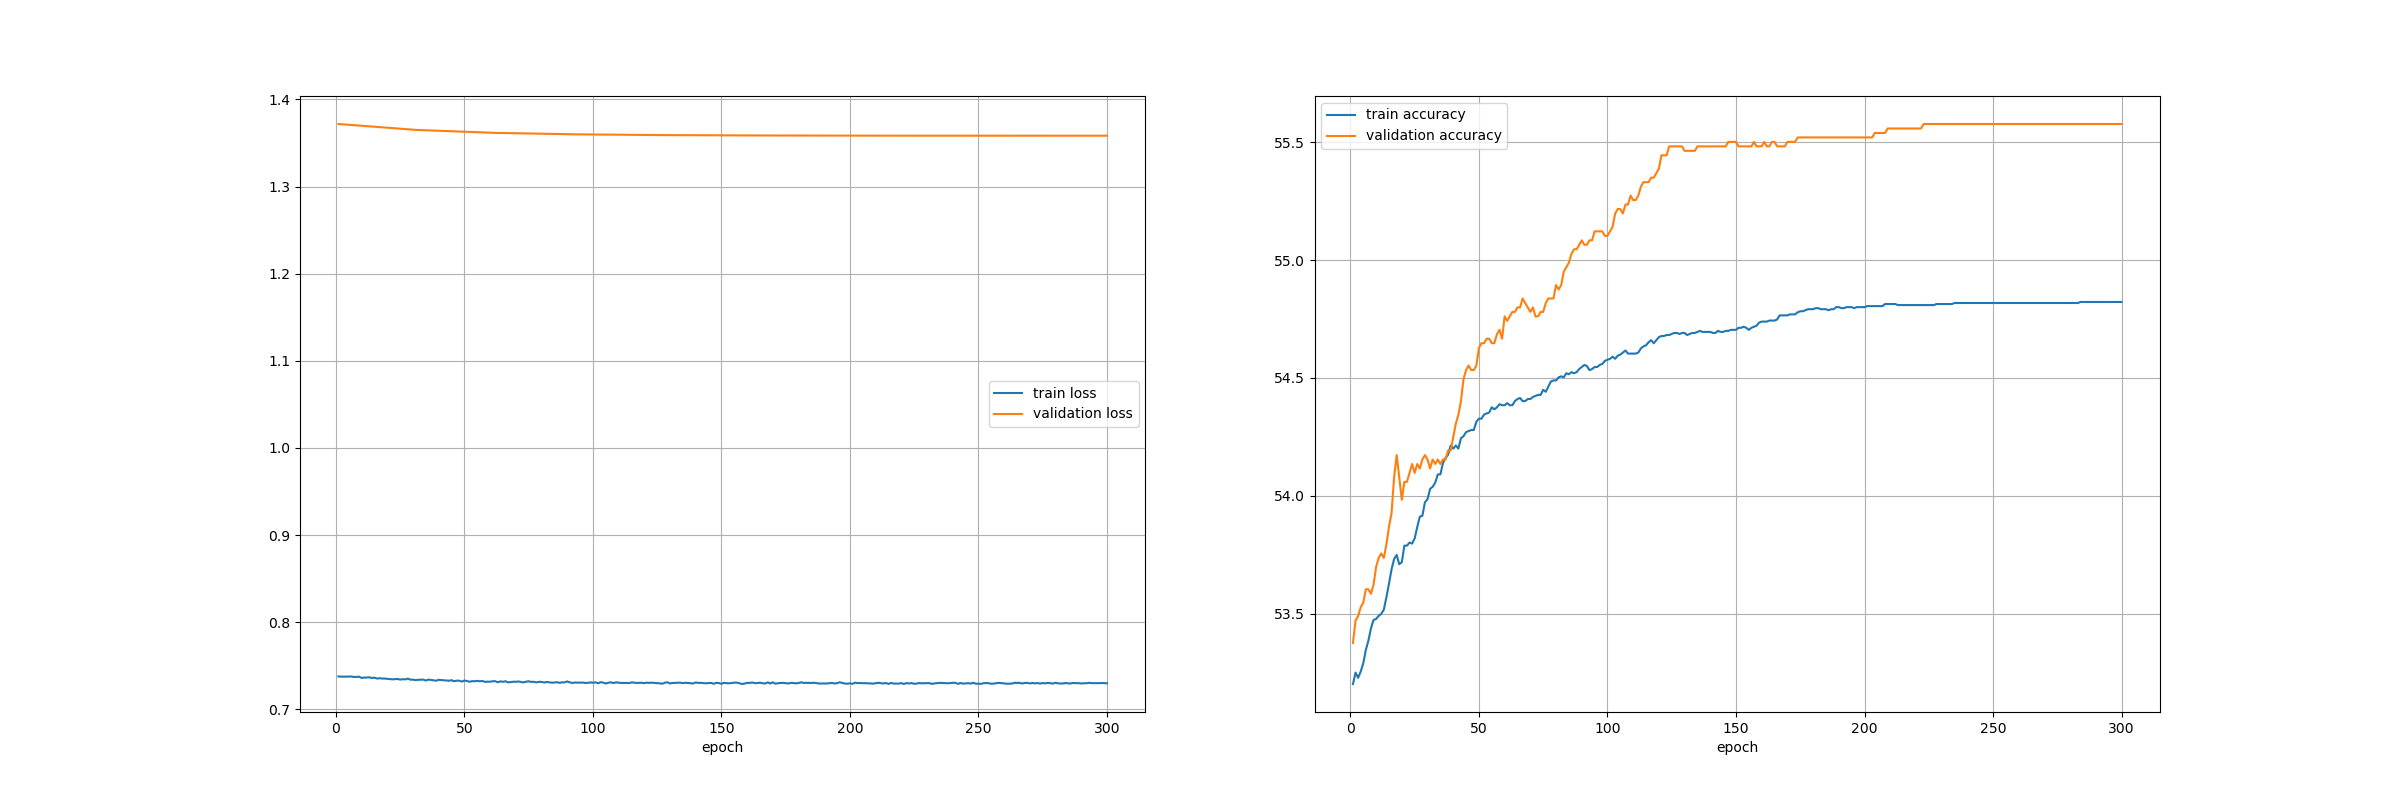 1.4
1.3
1.2
1.1
1.0
0.9
0.8
0.7
train loss
validation loss
0 50 100 150 200 250 300
epoch
train accuracy
validation accuracy
55.5
55.0
54.5
54.0
53.5
0 50 100 150 200 250 300
epoch